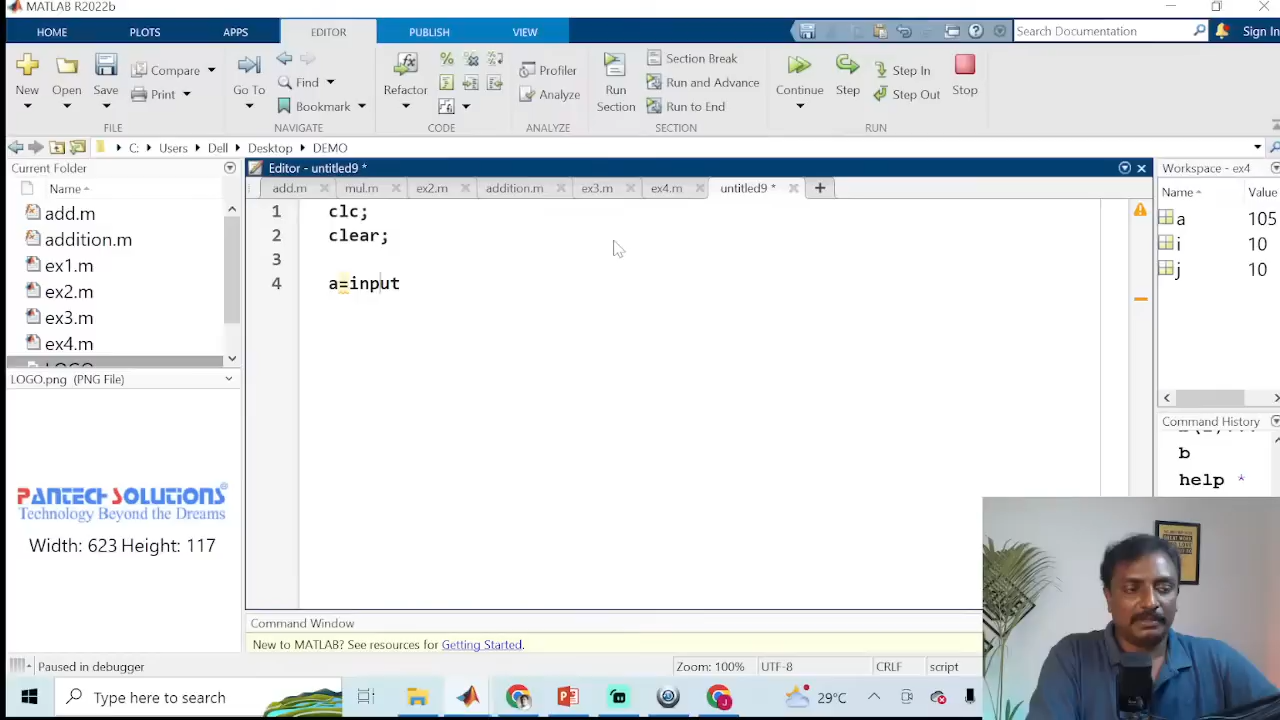 MATLAB R2022b
HOME PLOTS APPS EDITOR PUBLISH VIEW Search Documentation Sign In
New Open Save Compare Print Go To Find Bookmark Refactor Profiler Analyze Run Section Section Break Run and Advance Run to End Continue Step Step In Step Out Stop
FILE NAVIGATE CODE ANALYZE SECTION RUN
C: Users Dell Desktop DEMO
Current Folder
Name
add.m
addition.m
ex1.m
ex2.m
ex3.m
ex4.m
LOGO.png (PNG File)
PANTECH SOLUTIONS®
Technology Beyond the Dreams
Width: 623 Height: 117
Editor - untitled9 *
add.m mul.m ex2.m addition.m ex3.m ex4.m untitled9 * +
1 clc;
2 clear;
3
4 a=input
Command Window
New to MATLAB? See resources for Getting Started.
Workspace - ex4
Name Value
a 105
i 10
j 10
Command History
b
help *
Paused in debugger Zoom: 100% UTF-8 CRLF script
Type here to search 29°C